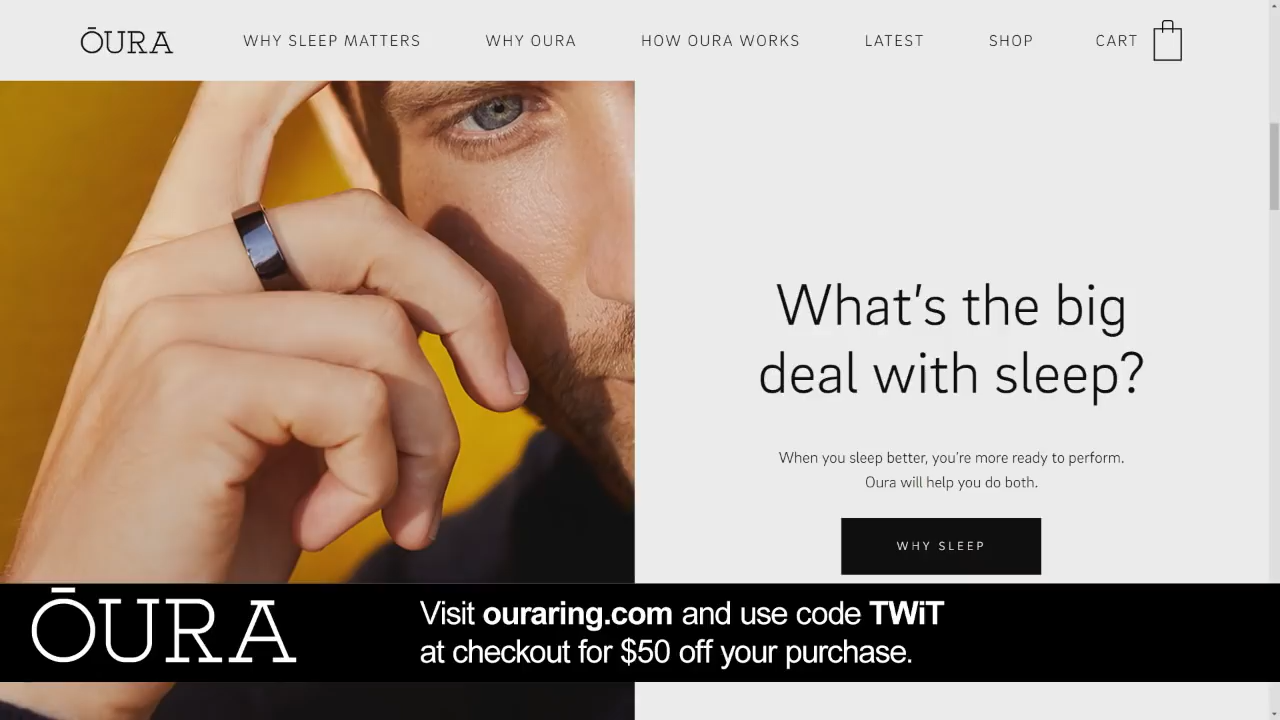 ŌURA
WHY SLEEP MATTERS
WHY OURA
HOW OURA WORKS
LATEST
SHOP
CART
What's the big
deal with sleep?
When you sleep better, you're more ready to perform.
Oura will help you do both.
WHY SLEEP
ŌURA
Visit ouraring.com and use code TWiT
at checkout for $50 off your purchase.